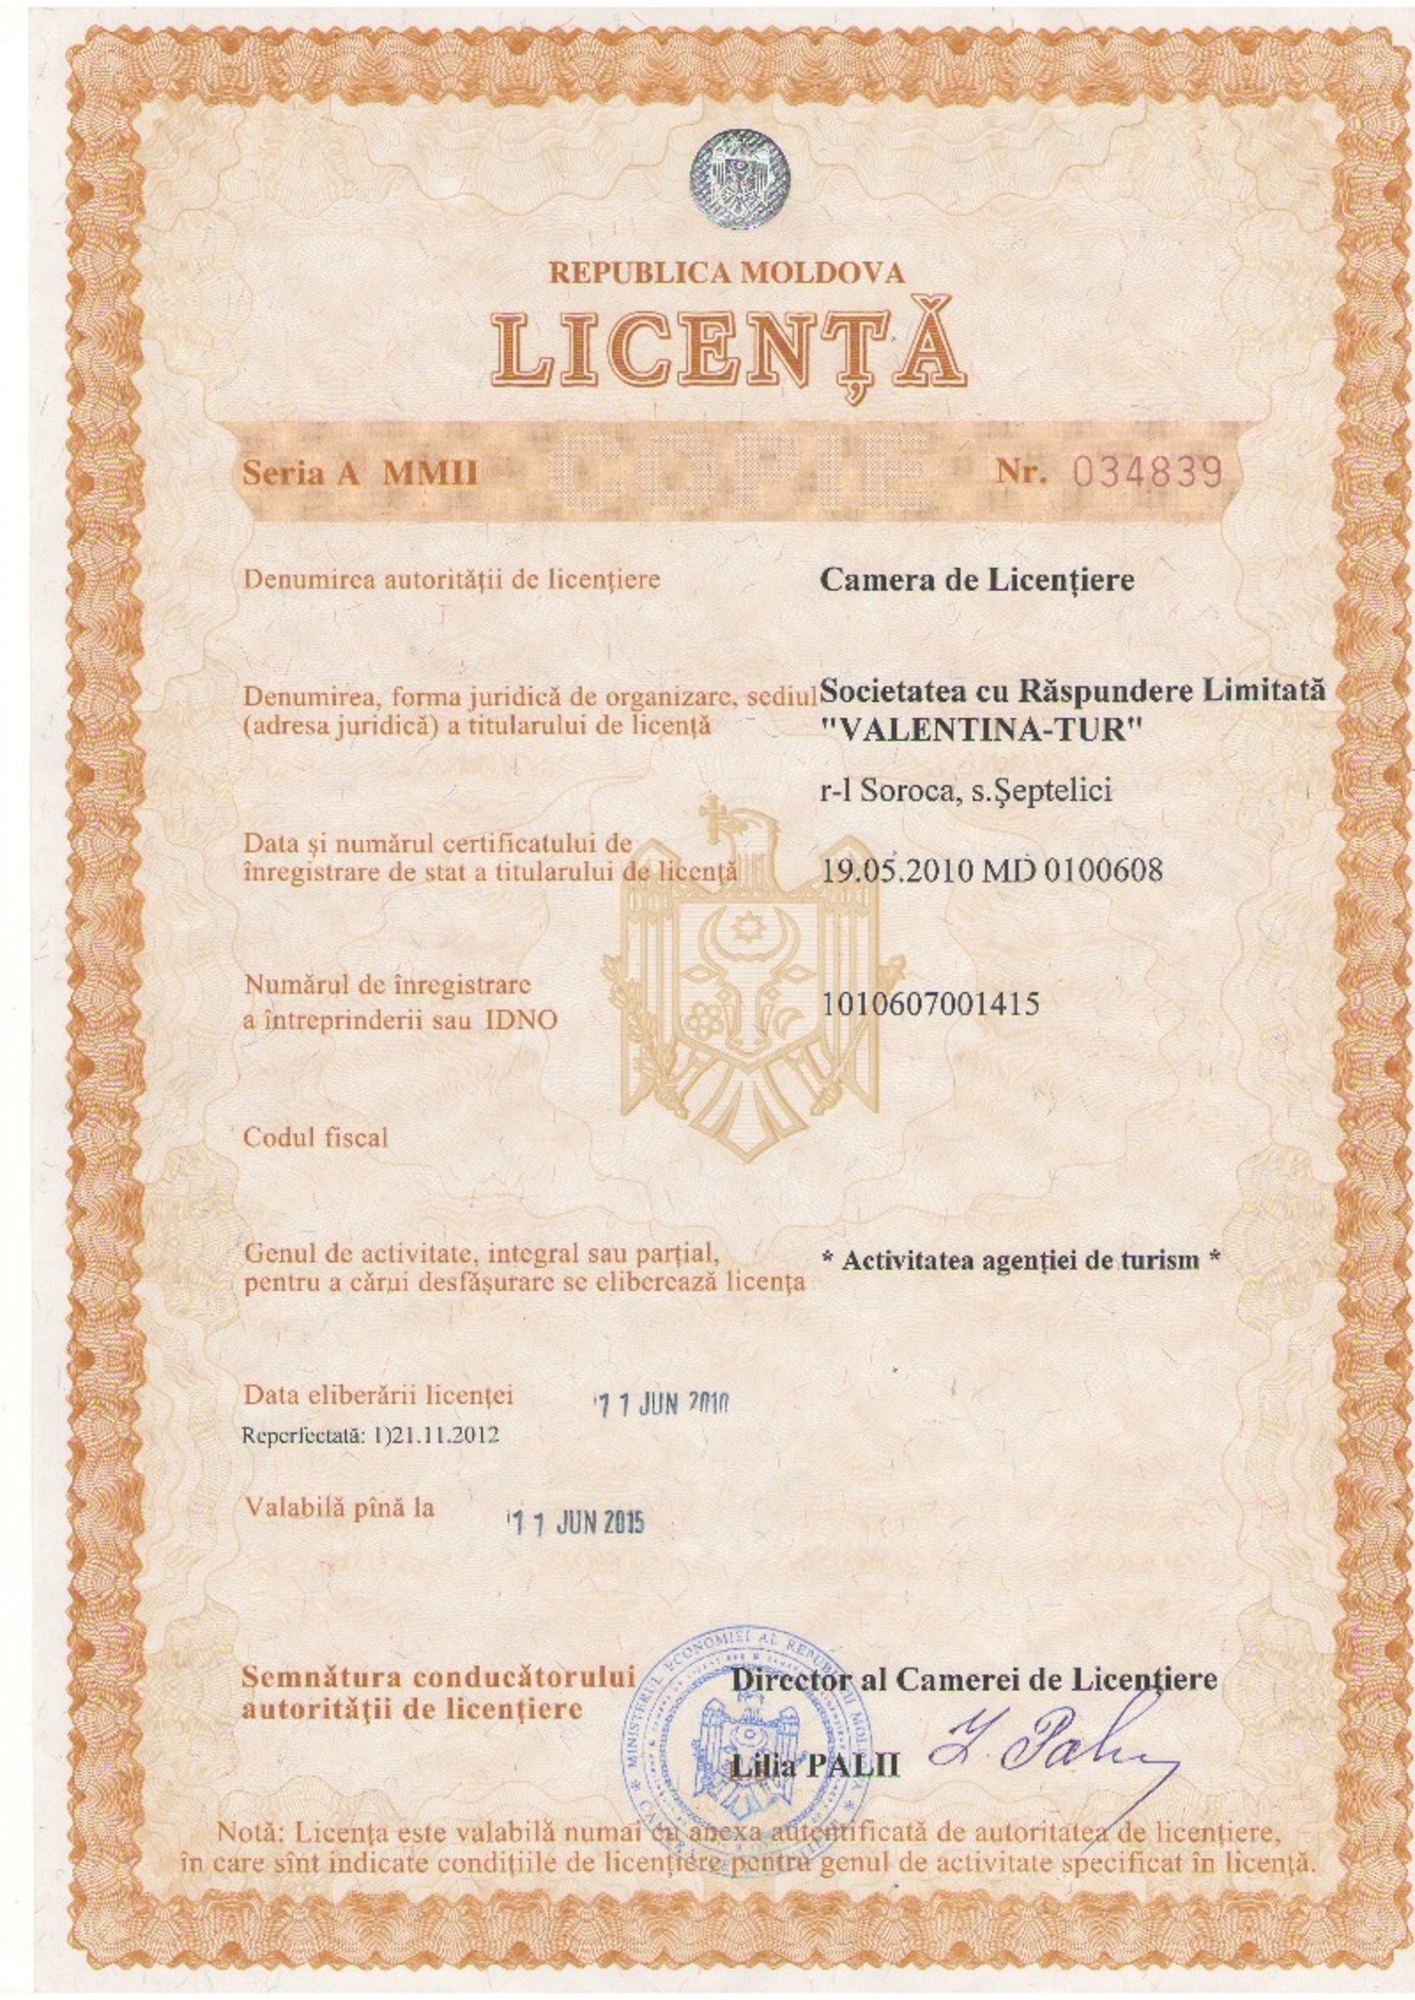 REPUBLICA MOLDOVA
LICENȚĂ
COPIE
Seria A MMII Nr. 034839
Denumirea autorității de licențiere Camera de Licențiere
Denumirea, forma juridică de organizare, sediul Societatea cu Răspundere Limitată
(adresa juridică) a titularului de licență "VALENTINA-TUR"
r-l Soroca, s.Șeptelici
Data și numărul certificatului de
înregistrare de stat a titularului de licență 19.05.2010 MD 0100608
Numărul de înregistrare
a întreprinderii sau IDNO 1010607001415
Codul fiscal
Genul de activitate, integral sau parțial, * Activitatea agenției de turism *
pentru a cărui desfășurare se eliberează licența
Data eliberării licenței 11 JUN 2010
Reperfectată: 1)21.11.2012
Valabilă pînă la 11 JUN 2015
Semnătura conducătorului Director al Camerei de Licențiere
autorității de licențiere
Lilia PALII L. Palii
MINISTERUL ECONOMIEI AL REPUBLICII MOLDOVA
Notă: Licența este valabilă numai cu anexa autentificată de autoritatea de licențiere,
în care sînt indicate condițiile de licențiere pentru genul de activitate specificat în licență.